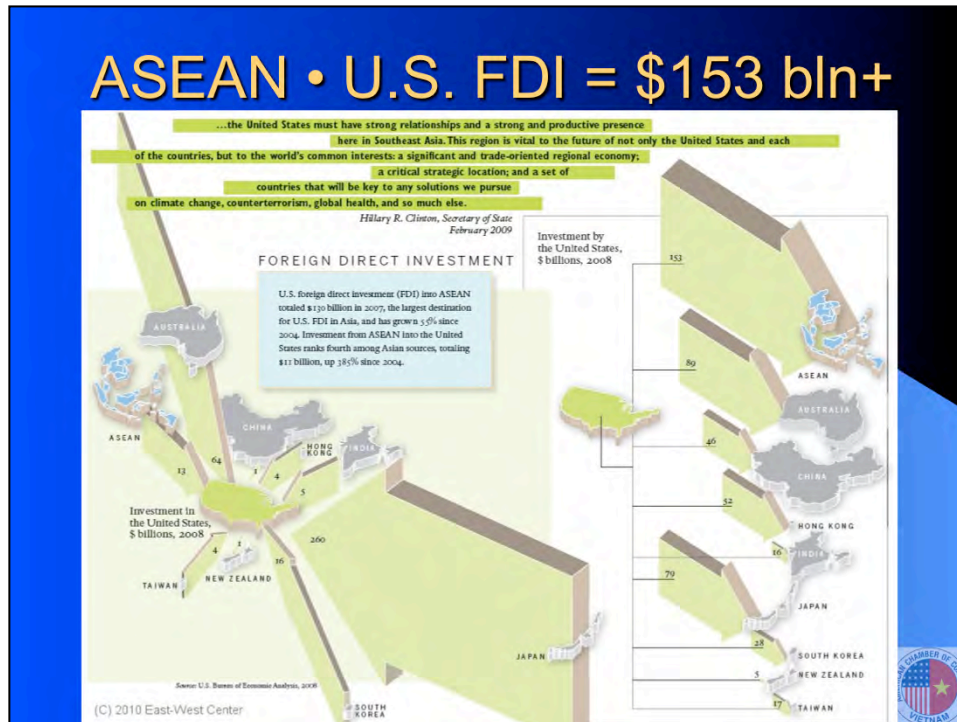 ASEAN • U.S. FDI = $153 bln+
...the United States must have strong relationships and a strong and productive presence
here in Southeast Asia. This region is vital to the future of not only the United States and each
of the countries, but to the world's common interests: a significant and trade-oriented regional economy;
a critical strategic location; and a set of
countries that will be key to any solutions we pursue
on climate change, counterterrorism, global health, and so much else.
Hillary R. Clinton, Secretary of State
February 2009
FOREIGN DIRECT INVESTMENT
U.S. foreign direct investment (FDI) into ASEAN
totaled $130 billion in 2007, the largest destination
for U.S. FDI in Asia, and has grown 55% since
2004. Investment from ASEAN into the United
States ranks fourth among Asian sources, totaling
$11 billion, up 385% since 2004.
AUSTRALIA
ASEAN
CHINA
HONG
KONG
INDIA
13
64
1
4
5
Investment in
the United States,
$ billions, 2008
4
1
16
260
TAIWAN
NEW ZEALAND
JAPAN
SOUTH
KOREA
Source: U.S. Bureau of Economic Analysis, 2008
(C) 2010 East-West Center
Investment by
the United States,
$ billions, 2008
153
ASEAN
89
AUSTRALIA
46
CHINA
52
HONG KONG
16
INDIA
79
JAPAN
28
SOUTH KOREA
5
NEW ZEALAND
17
TAIWAN
CHAMBER OF
VIETNAM